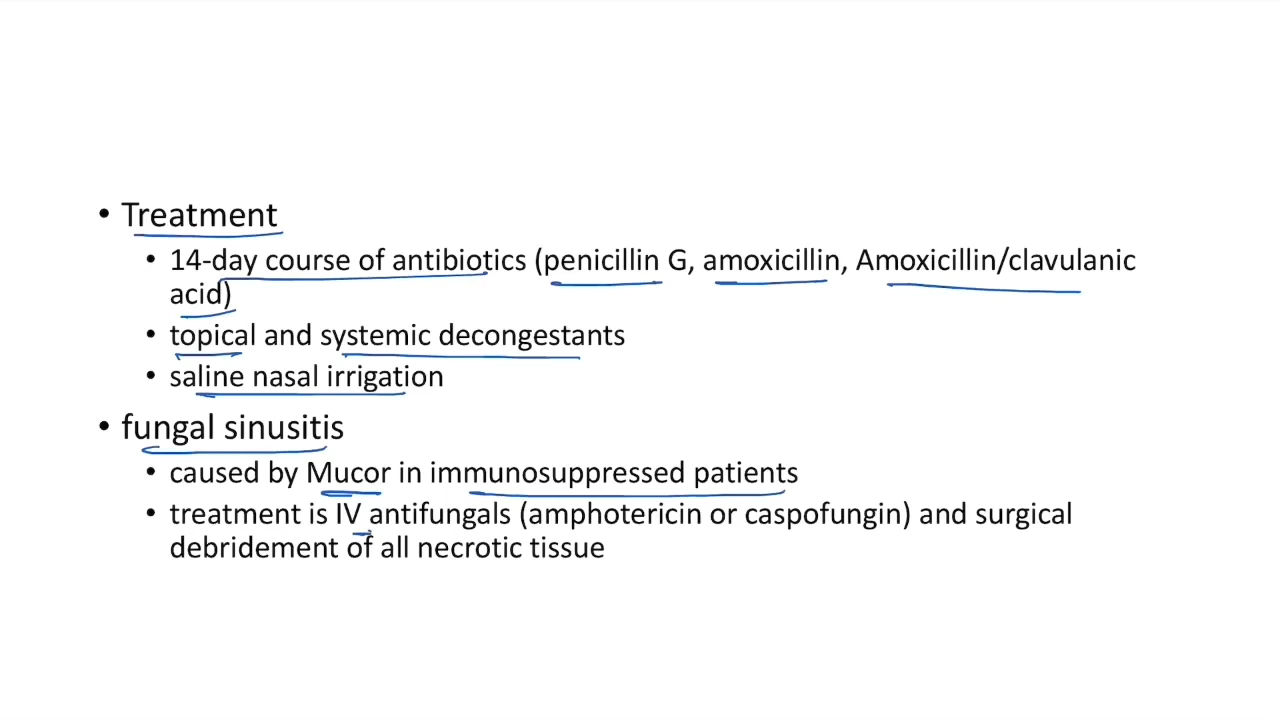 • Treatment
• 14-day course of antibiotics (penicillin G, amoxicillin, Amoxicillin/clavulanic
acid)
• topical and systemic decongestants
• saline nasal irrigation
• fungal sinusitis
• caused by Mucor in immunosuppressed patients
• treatment is IV antifungals (amphotericin or caspofungin) and surgical
debridement of all necrotic tissue